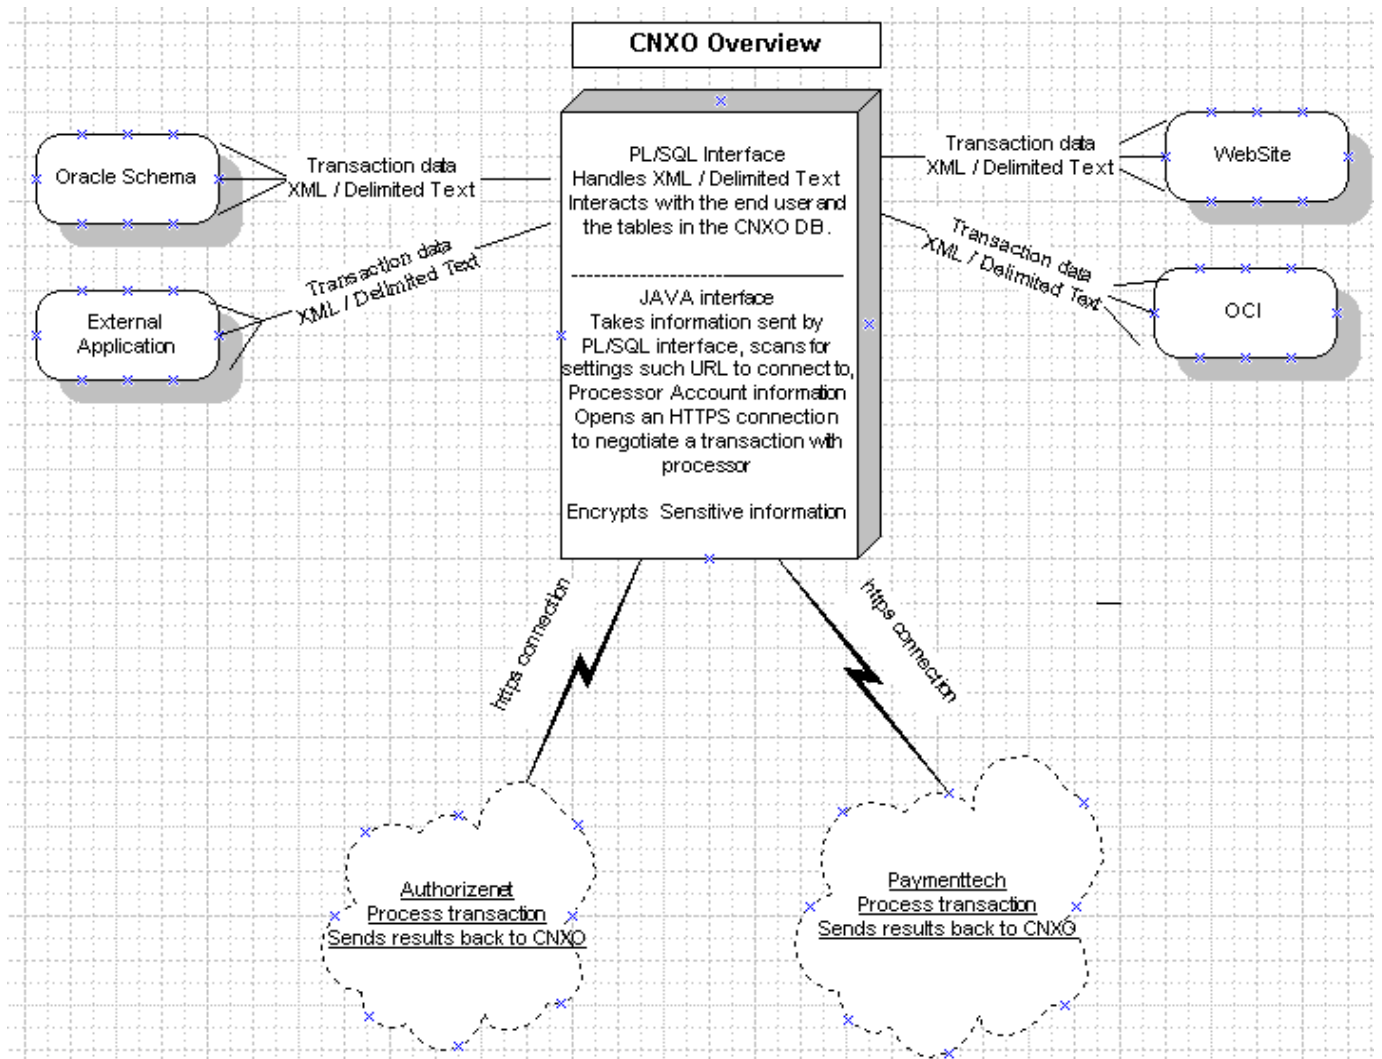 CNXO Overview
Oracle Schema
Transaction data
XML / Delimited Text
External
Application
Transaction data
XML / Delimited Text
PL/SQL Interface
Handles XML / Delimited Text
Interacts with the end user and
the tables in the CNXO DB.
JAVA interface
Takes information sent by
PL/SQL interface, scans for
settings such URL to connect to,
Processor Account information
Opens an HTTPS connection
to negotiate a transaction with
processor
Encrypts Sensitive information
Transaction data
XML / Delimited Text
WebSite
Transaction data
XML / Delimited Text
OCI
https connection
https connection
Authorizenet
Process transaction
Sends results back to CNXO
Paymenttech
Process transaction
Sends results back to CNXO